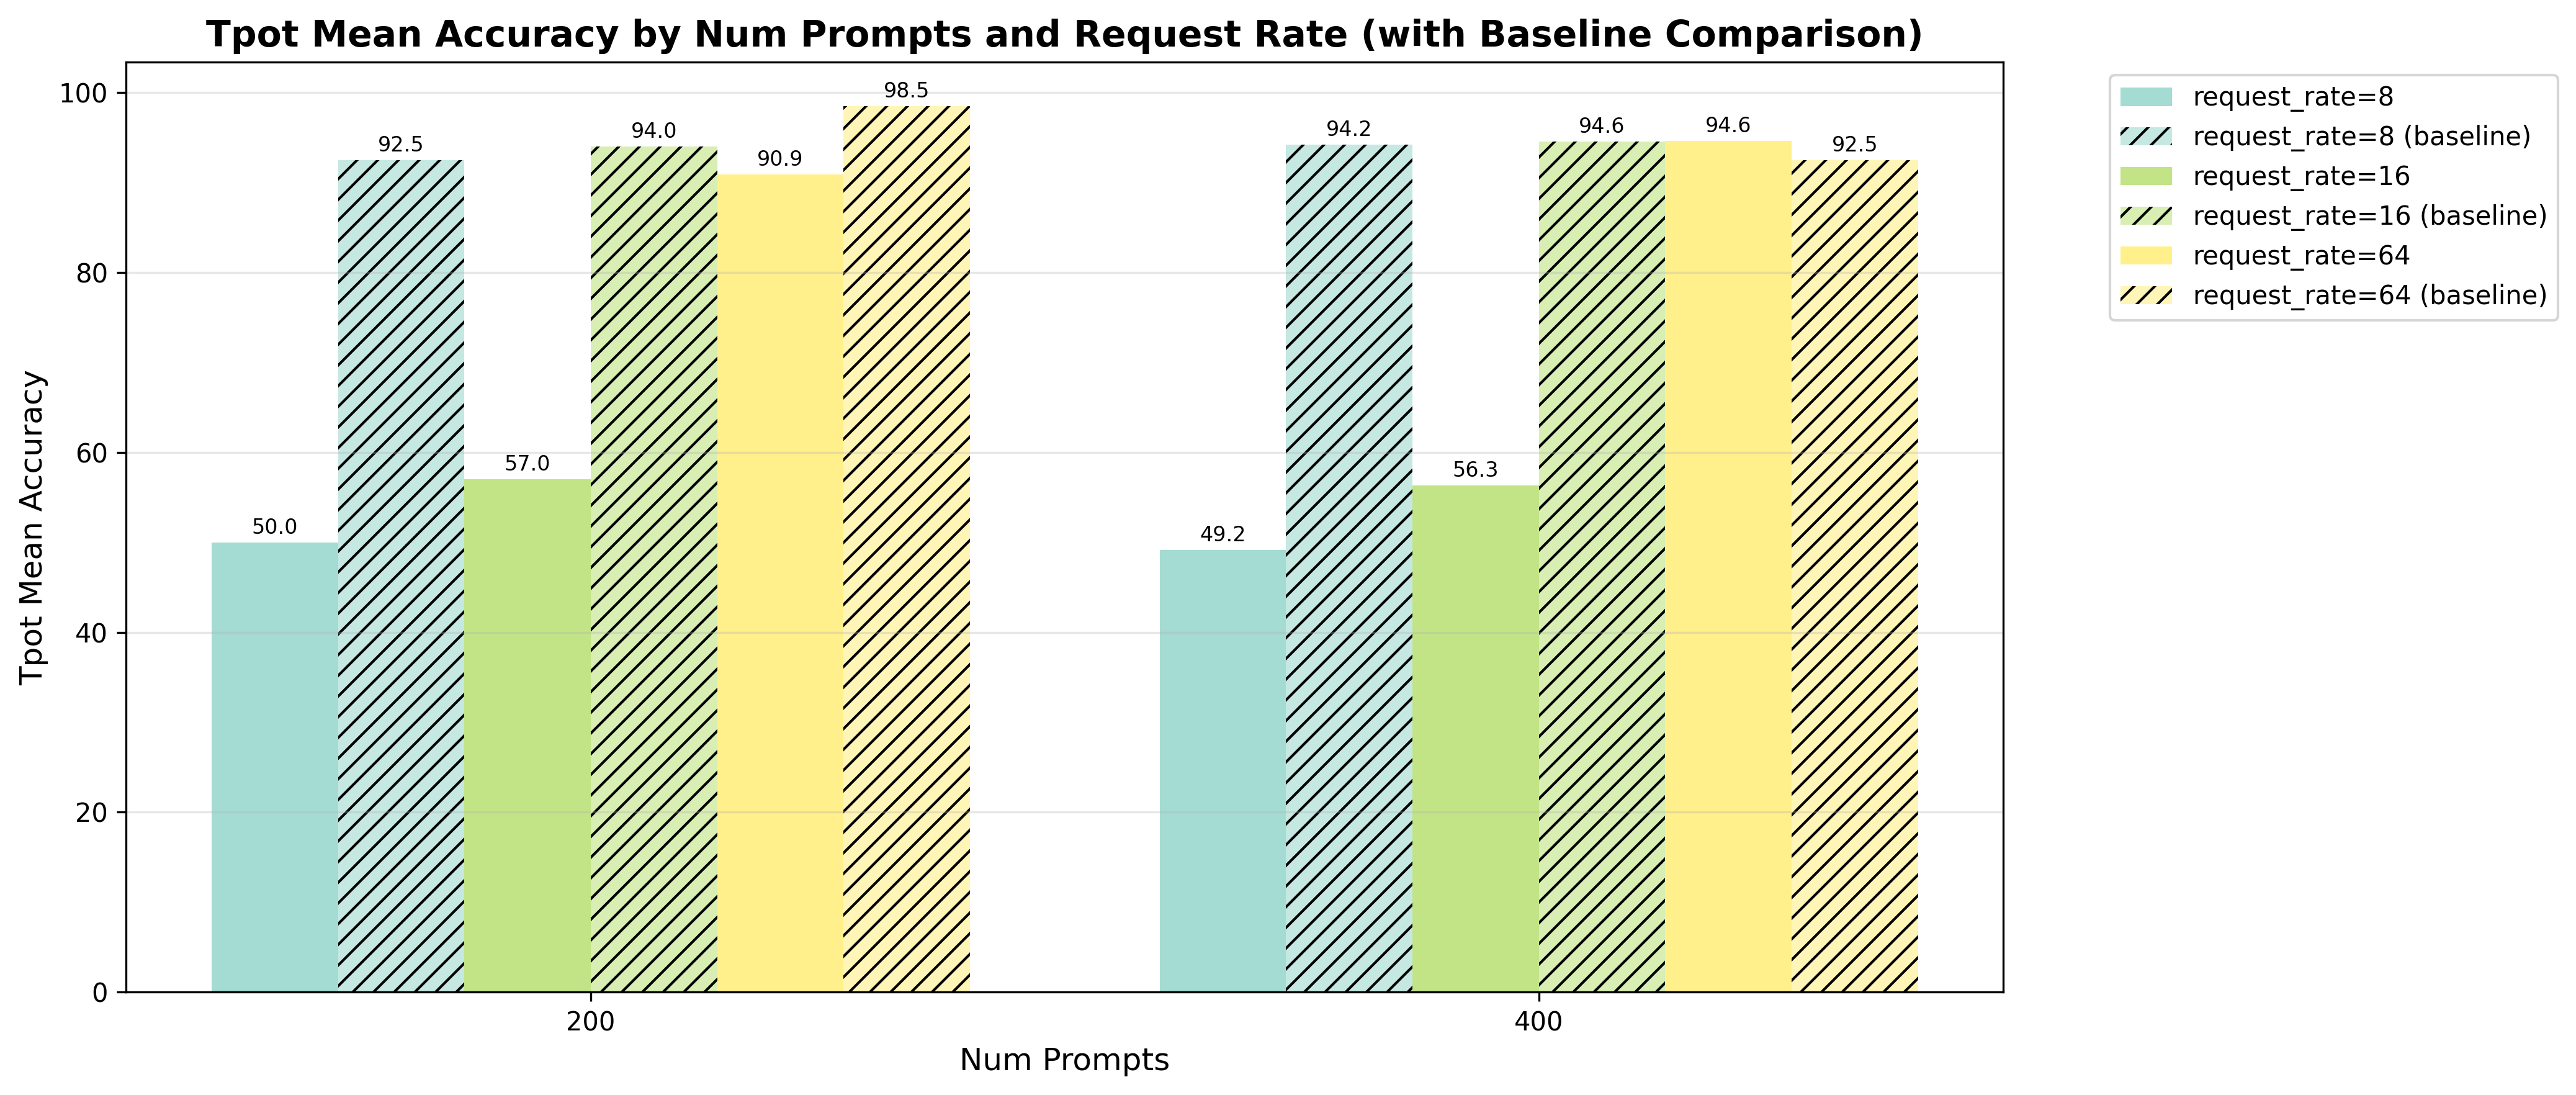 Tpot Mean Accuracy by Num Prompts and Request Rate (with Baseline Comparison)
Tpot Mean Accuracy
100
80
60
40
20
0
50.0
92.5
57.0
94.0
90.9
98.5
49.2
94.2
56.3
94.6
94.6
92.5
200
400
Num Prompts
request_rate=8
request_rate=8 (baseline)
request_rate=16
request_rate=16 (baseline)
request_rate=64
request_rate=64 (baseline)